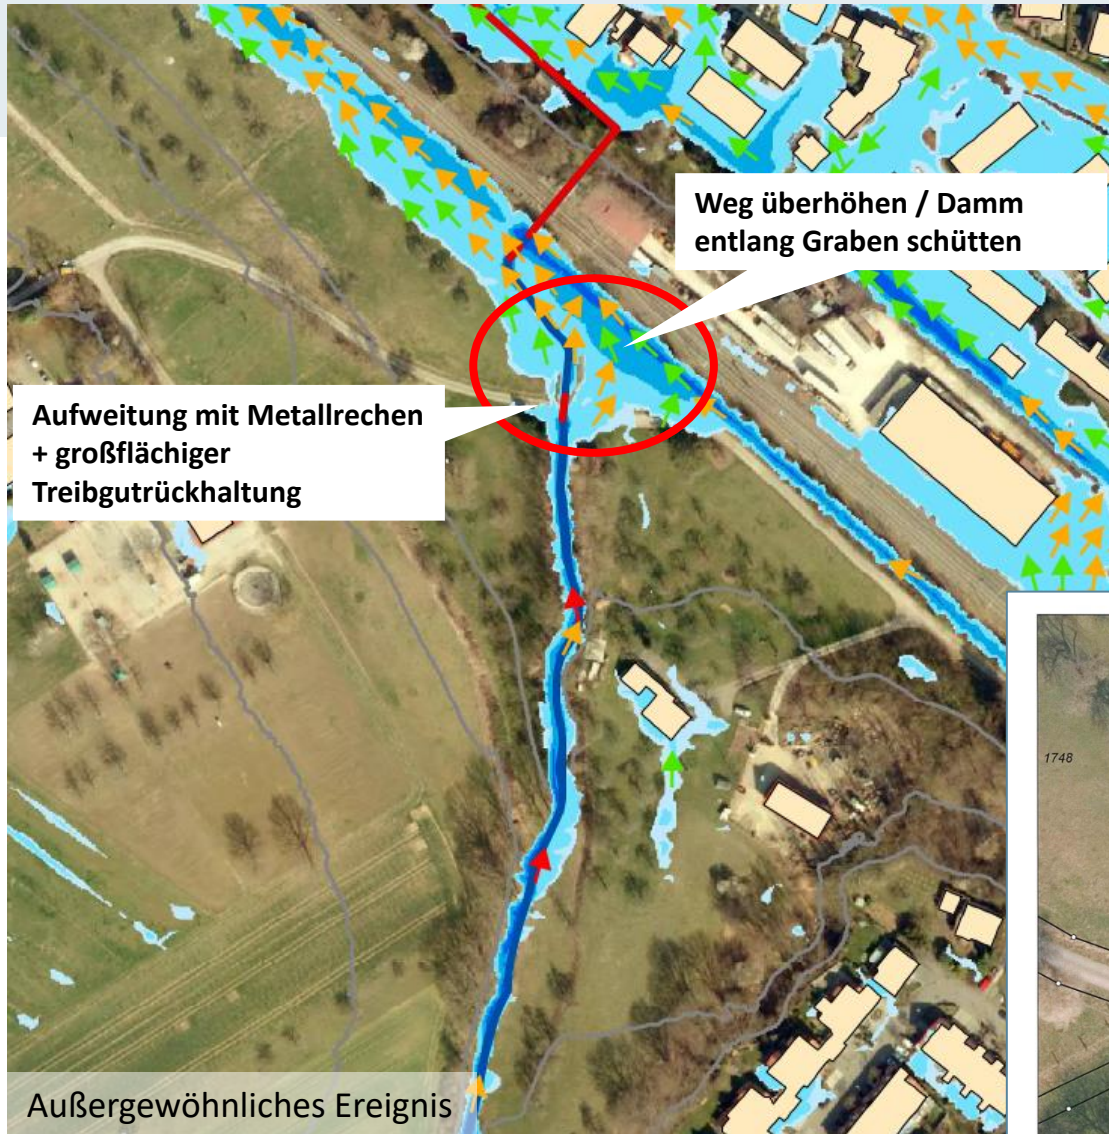 Weg überhöhen / Damm
entlang Graben schütten
Aufweitung mit Metallrechen
+ großflächiger
Treibgutrückhaltung
1748
Außergewöhnliches Ereignis